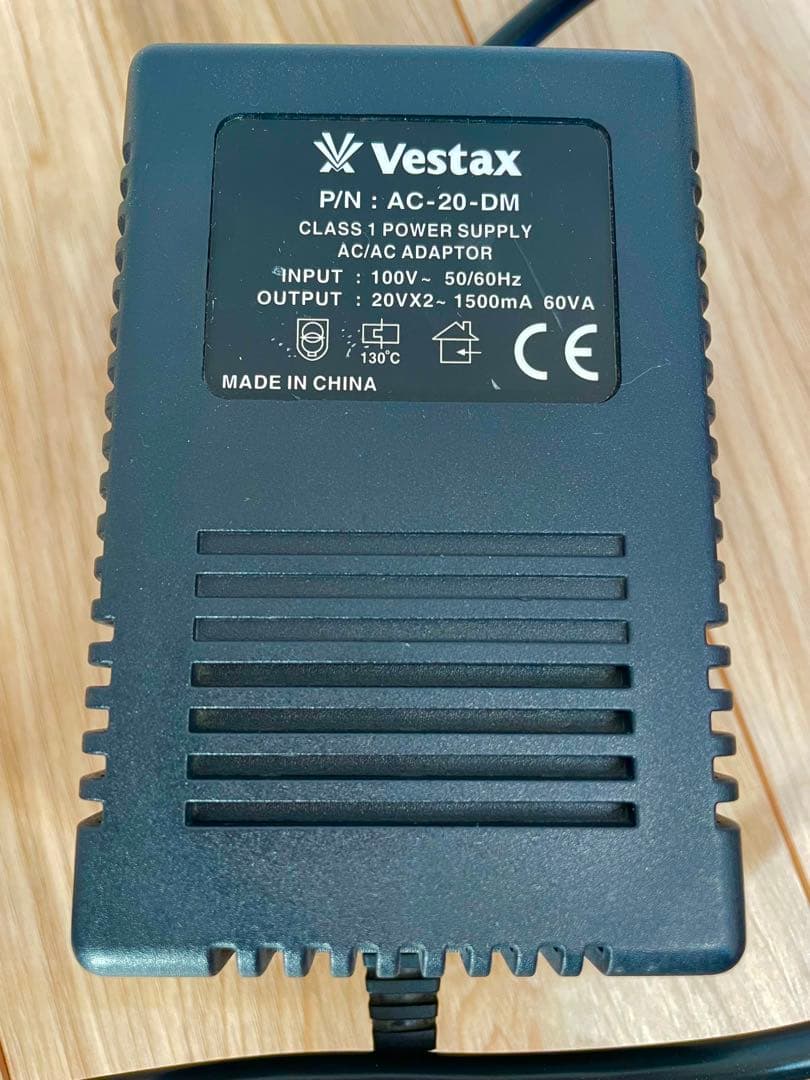 Vestax
P/N : AC-20-DM
CLASS 1 POWER SUPPLY
AC/AC ADAPTOR
INPUT : 100V~ 50/60Hz
OUTPUT : 20VX2~ 1500mA 60VA
130°C
CE
MADE IN CHINA